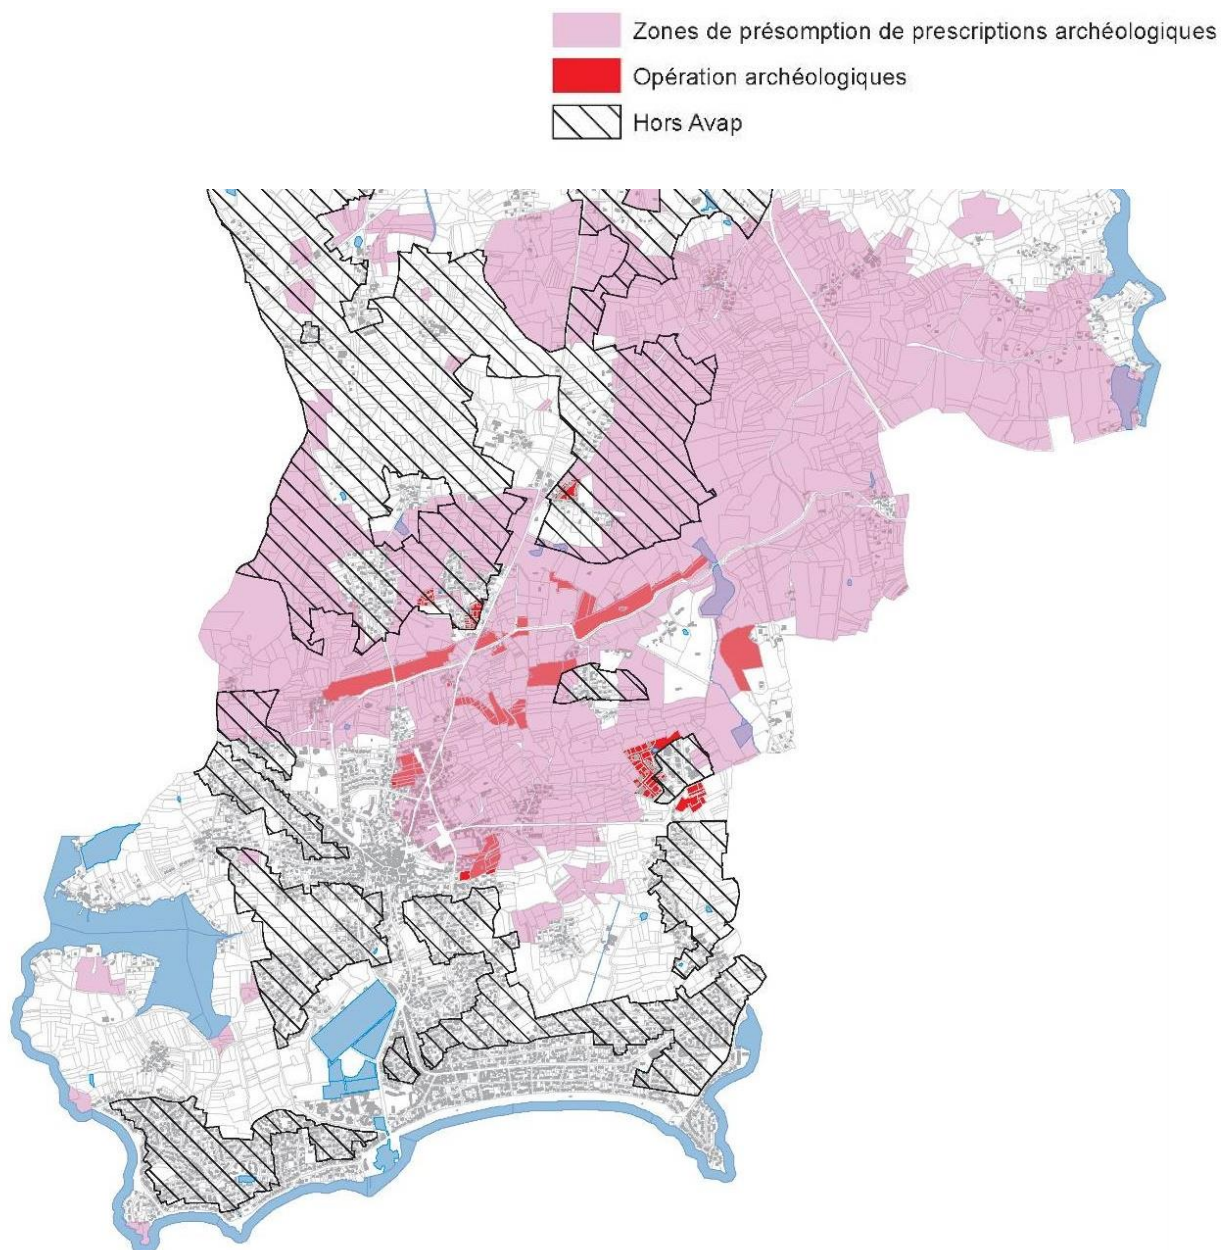 Zones de présomption de prescriptions archéologiques
Opération archéologiques
Hors Avap